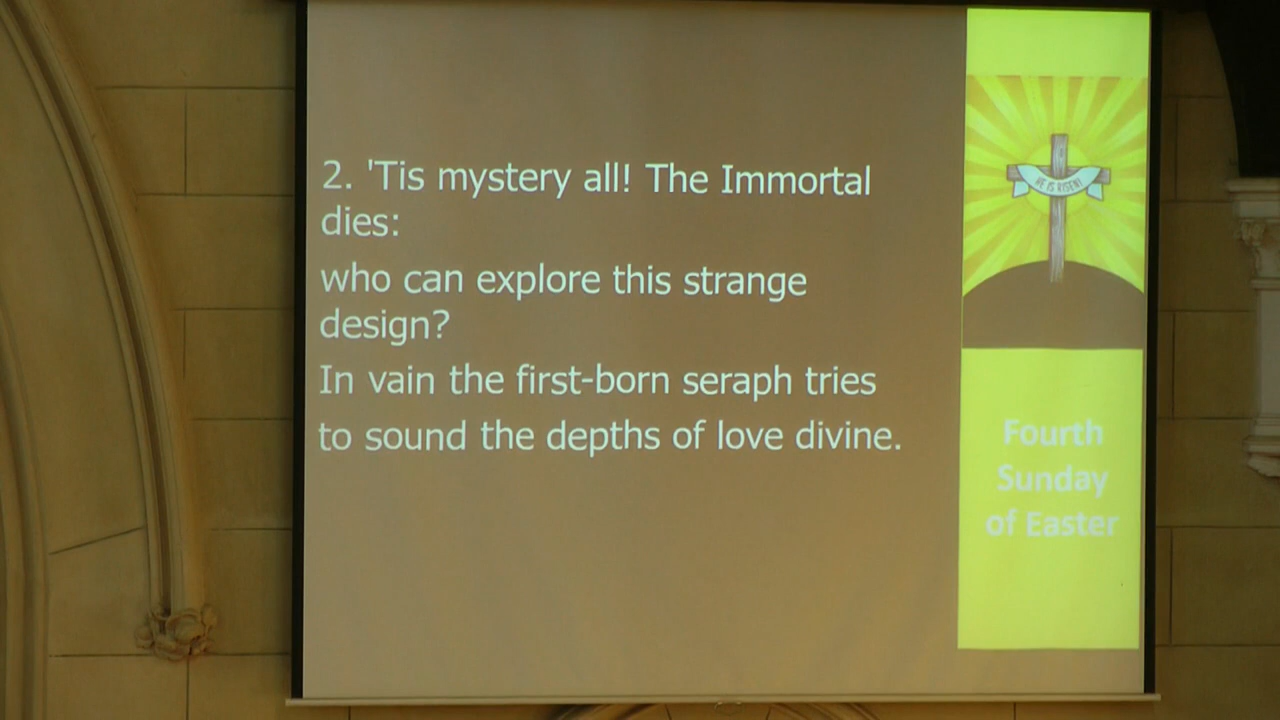 2. 'Tis mystery all! The Immortal
dies:
who can explore this strange
design?
In vain the first-born seraph tries
to sound the depths of love divine.
HE IS RISEN!
Fourth
Sunday
of Easter